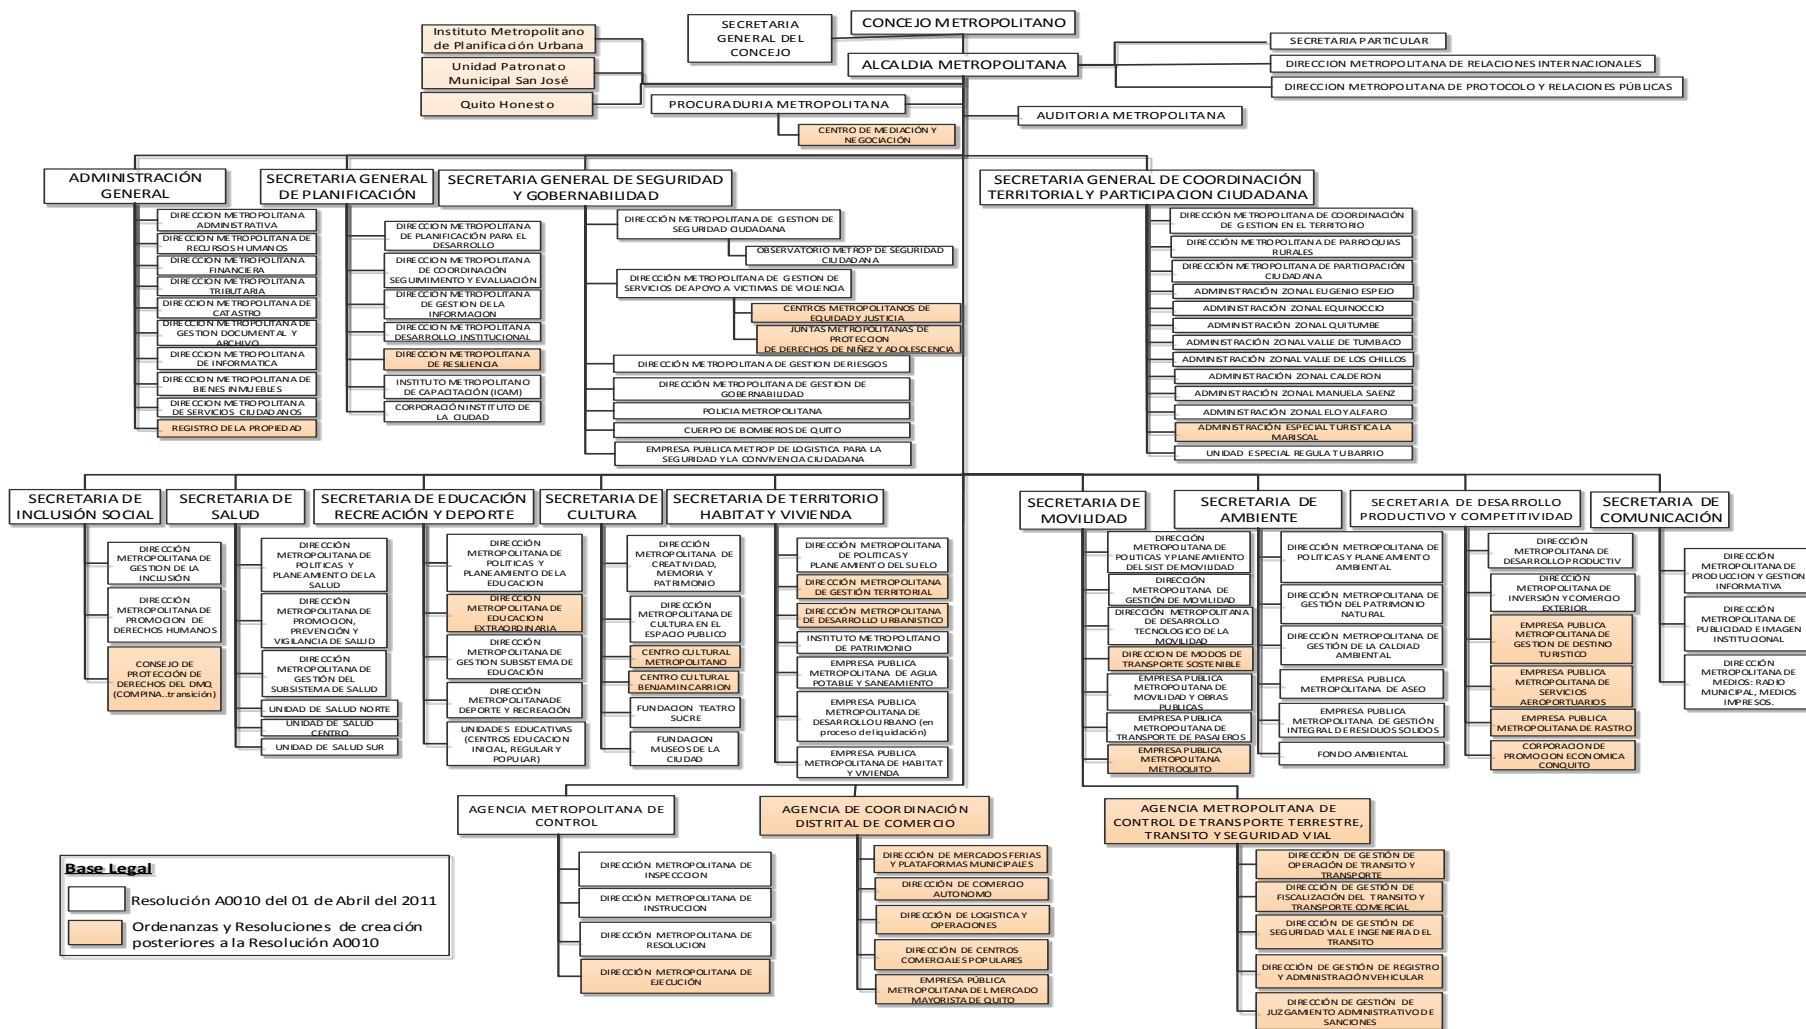 CONCEJO METROPOLITANO
SECRETARIA
GENERAL DEL
CONCEJO
ALCALDIA METROPOLITANA
Instituto Metropolitano
de Planificación Urbana
Unidad Patronato
Municipal San José
Quito Honesto
SECRETARIA PARTICULAR
DIRECCION METROPOLITANA DE RELACIONES INTERNACIONALES
DIRECCION METROPOLITANA DE PROTOCOLO Y RELACIONES PÚBLICAS
PROCURADURIA METROPOLITANA
CENTRO DE MEDIACIÓN Y
NEGOCIACIÓN
AUDITORIA METROPOLITANA
ADMINISTRACIÓN
GENERAL
DIRECCION METROPOLITANA
ADMINISTRATIVA
DIRECCION METROPOLITANA DE
RECURSOS HUMANOS
DIRECCION METROPOLITANA
FINANCIERA
DIRECCION METROPOLITANA
TRIBUTARIA
DIRECCION METROPOLITANA DE
CATASTRO
DIRECCION METROPOLITANA DE
GESTION DOCUMENTAL Y
ARCHIVO
DIRECCION METROPOLITANA
DE INFORMATICA
DIRECCION METROPOLITANA DE
BIENES INMUEBLES
DIRECCION METROPOLITANA
DE SERVICIOS CIUDADANOS
REGISTRO DE LA PROPIEDAD
SECRETARIA GENERAL
DE PLANIFICACIÓN
DIRECCION METROPOLITANA
DE PLANIFICACIÓN PARA EL
DESARROLLO
DIRECCION METROPOLITANA
DE COORDINACIÓN
SEGUIMIMENTO Y EVALUACIÓN
DIRECCION METROPOLITANA
DE GESTION DE LA
INFORMACION
DIRECCION METROPOLITANA
DESARROLLO INSTITUCIONAL
DIRECCION METROPOLITANA
DE RESILIENCIA
INSTITUTO METROPOLITANO
DE CAPACITACIÓN (ICAM)
CORPORACIÓN INSTITUTO DE
LA CIUDAD
SECRETARIA GENERAL DE SEGURIDAD
Y GOBERNABILIDAD
DIRECCIÓN METROPOLITANA DE GESTION DE
SEGURIDAD CIUDADANA
OBSERVATORIO METROP DE SEGURIDAD
CIUDADANA
DIRECCIÓN METROPOLITANA DE GESTION DE
SERVICIOS DE APOYO A VICTIMAS DE VIOLENCIA
CENTROS METROPOLITANOS DE
EQUIDAD Y JUSTICIA
JUNTAS METROPOLITANAS DE
PROTECCION
DE DERECHOS DE NIÑEZ Y ADOLESCENCIA
DIRECCIÓN METROPOLITANA DE GESTION DE RIESGOS
DIRECCIÓN METROPOLITANA DE GESTION DE
GOBERNABILIDAD
POLICIA METROPOLITANA
CUERPO DE BOMBEROS DE QUITO
EMPRESA PUBLICA METROP DE LOGISTICA PARA LA
SEGURIDAD Y LA CONVIVENCIA CIUDADANA
SECRETARIA GENERAL DE COORDINACIÓN
TERRITORIAL Y PARTICIPACION CIUDADANA
DIRECCIÓN METROPOLITANA DE COORDINACIÓN
DE GESTION EN EL TERRITORIO
DIRECCIÓN METROPOLITANA DE PARROQUIAS
RURALES
DIRECCIÓN METROPOLITANA DE PARTICIPACIÓN
CIUDADANA
ADMINISTRACIÓN ZONAL EUGENIO ESPEJO
ADMINISTRACIÓN ZONAL EQUINOCCIO
ADMINISTRACIÓN ZONAL QUITUMBE
ADMINISTRACIÓN ZONAL VALLE DE TUMBACO
ADMINISTRACIÓN ZONAL VALLE DE LOS CHILLOS
ADMINISTRACIÓN ZONAL CALDERON
ADMINISTRACIÓN ZONAL MANUELA SAENZ
ADMINISTRACIÓN ZONAL ELOY ALFARO
ADMINISTRACIÓN ESPECIAL TURISTICA LA
MARISCAL
UNIDAD ESPECIAL REGULA TU BARRIO
SECRETARIA DE
INCLUSIÓN SOCIAL
DIRECCIÓN
METROPOLITANA DE
GESTION DE LA
INCLUSIÓN
DIRECCIÓN
METROPOLITANA DE
PROMOCION DE
DERECHOS HUMANOS
CONSEJO DE
PROTECCIÓN DE
DERECHOS DEL DMQ
(COMPINA..transición)
SECRETARIA DE
SALUD
DIRECCIÓN
METROPOLITANA DE
POLITICAS Y
PLANEAMIENTO DE LA
SALUD
DIRECCIÓN
METROPOLITANA DE
PROMOCION,
PREVENCIÓN Y
VIGILANCIA DE SALUD
DIRECCIÓN
METROPOLITANA DE
GESTIÓN DEL
SUBSISTEMA DE SALUD
UNIDAD DE SALUD NORTE
UNIDAD DE SALUD
CENTRO
UNIDAD DE SALUD SUR
SECRETARIA DE EDUCACIÓN
RECREACIÓN Y DEPORTE
DIRECCIÓN
METROPOLITANA DE
POLITICAS Y
PLANEAMIENTO DE LA
EDUCACION
DIRECCIÓN
METROPOLITANA DE
EDUCACION
EXTRAORDINARIA
DIRECCIÓN
METROPOLITANA DE
GESTION SUBSISTEMA DE
EDUCACIÓN
DIRECCIÓN
METROPOLITANA DE
DEPORTE Y RECREACIÓN
UNIDADES EDUCATIVAS
(CENTROS EDUCACION
INICIAL, REGULAR Y
POPULAR)
SECRETARIA DE
CULTURA
DIRECCIÓN
METROPOLITANA DE
CREATIVIDAD,
MEMORIA Y
PATRIMONIO
DIRECCIÓN
METROPOLITANA DE
CULTURA EN EL
ESPACIO PUBLICO
CENTRO CULTURAL
METROPOLITANO
CENTRO CULTURAL
BENJAMIN CARRION
FUNDACION TEATRO
SUCRE
FUNDACION
MUSEOS DE LA
CIUDAD
SECRETARIA DE TERRITORIO
HABITAT Y VIVIENDA
DIRECCIÓN METROPOLITANA
DE POLITICAS Y
PLANEAMIENTO DEL SUELO
DIRECCIÓN METROPOLITANA
DE GESTIÓN TERRITORIAL
DIRECCIÓN METROPOLITANA
DE DESARROLLO URBANISTICO
INSTITUTO METROPOLITANO
DE PATRIMONIO
EMPRESA PUBLICA
METROPOLITANA DE AGUA
POTABLE Y SANEAMIENTO
EMPRESA PUBLICA
METROPOLITANA DE
DESARROLLO URBANO (en
proceso de liquidación)
EMPRESA PUBLICA
METROPOLITANA DE HABITAT
Y VIVIENDA
SECRETARIA DE
MOVILIDAD
DIRECCIÓN
METROPOLITANA DE
POLITICAS Y PLANEAMIENTO
DEL SIST DE MOVILIDAD
DIRECCIÓN
METROPOLITANA DE
GESTIÓN DE MOVILIDAD
DIRECCIÓN METROPOLITANA
DE DESARROLLO
TECNOLOGICO DE LA
MOVILIDAD
DIRECCION DE MODOS DE
TRANSPORTE SOSTENIBLE
EMPRESA PUBLICA
METROPOLITANA DE
MOVILIDAD Y OBRAS
PUBLICAS
EMPRESA PUBLICA
METROPOLITANA DE
TRANSPORTE DE PASAJEROS
EMPRESA PUBLICA
METROPOLITANA
METROQUITO
SECRETARIA DE
AMBIENTE
DIRECCIÓN METROPOLITANA DE
POLITICAS Y PLANEAMIENTO
AMBIENTAL
DIRECCIÓN METROPOLITANA DE
GESTIÓN DEL PATRIMONIO
NATURAL
DIRECCIÓN METROPOLITANA DE
GESTIÓN DE LA CALDIAD
AMBIENTAL
EMPRESA PUBLICA
METROPOLITANA DE ASEO
EMPRESA PUBLICA
METROPOLITANA DE GESTIÓN
INTEGRAL DE RESIDUOS SOLIDOS
FONDO AMBIENTAL
SECRETARIA DE DESARROLLO
PRODUCTIVO Y COMPETITIVIDAD
DIRECCIÓN
METROPOLITANA DE
DESARROLLO PRODUCTIV
DIRECCIÓN
METROPOLITANA DE
INVERSIÓN Y COMERCIO
EXTERIOR
EMPRESA PUBLICA
METROPOLITANA DE
GESTION DE DESTINO
TURISTICO
EMPRESA PUBLICA
METROPOLITANA DE
SERVICIOS
AEROPORTUARIOS
EMPRESA PUBLICA
METROPOLITANA DE RASTRO
CORPORACION DE
PROMOCION ECONOMICA
CONQUITO
SECRETARIA DE
COMUNICACIÓN
DIRECCIÓN
METROPOLITANA DE
PRODUCCION Y GESTION
INFORMATIVA
DIRECCIÓN
METROPOLITANA DE
PUBLICIDAD E IMAGEN
INSTITUCIONAL
DIRECCIÓN
METROPOLITANA DE
MEDIOS: RADIO
MUNICIPAL, MEDIOS
IMPRESOS.
AGENCIA METROPOLITANA DE
CONTROL
DIRECCIÓN METROPOLITANA DE
INSPECCCION
DIRECCIÓN METROPOLITANA DE
INSTRUCCION
DIRECCIÓN METROPOLITANA DE
RESOLUCION
DIRECCIÓN METROPOLITANA DE
EJECUCIÓN
AGENCIA DE COORDINACIÓN
DISTRITAL DE COMERCIO
DIRECCIÓN DE MERCADOS FERIAS
Y PLATAFORMAS MUNICIPALES
DIRECCIÓN DE COMERCIO
AUTONOMO
DIRECCIÓN DE LOGISTICA Y
OPERACIONES
DIRECCIÓN DE CENTROS
COMERCIALES POPULARES
EMPRESA PÚBLICA
METROPOLITANA DEL MERCADO
MAYORISTA DE QUITO
AGENCIA METROPOLITANA DE
CONTROL DE TRANSPORTE TERRESTRE,
TRANSITO Y SEGURIDAD VIAL
DIRECCIÓN DE GESTIÓN DE
OPERACIÓN DE TRANSITO Y
TRANSPORTE
DIRECCIÓN DE GESTIÓN DE
FISCALIZACIÓN DEL TRANSITO Y
TRANSPORTE COMERCIAL
DIRECCIÓN DE GESTIÓN DE
SEGURIDAD VIAL E INGENIERIA DEL
TRANSITO
DIRECCIÓN DE GESTIÓN DE REGISTRO
Y ADMINISTRACIÓN VEHICULAR
DIRECCIÓN DE GESTIÓN DE
JUZGAMIENTO ADMINISTRATIVO DE
SANCIONES
Base Legal
Resolución A0010 del 01 de Abril del 2011
Ordenanzas y Resoluciones de creación
posteriores a la Resolución A0010